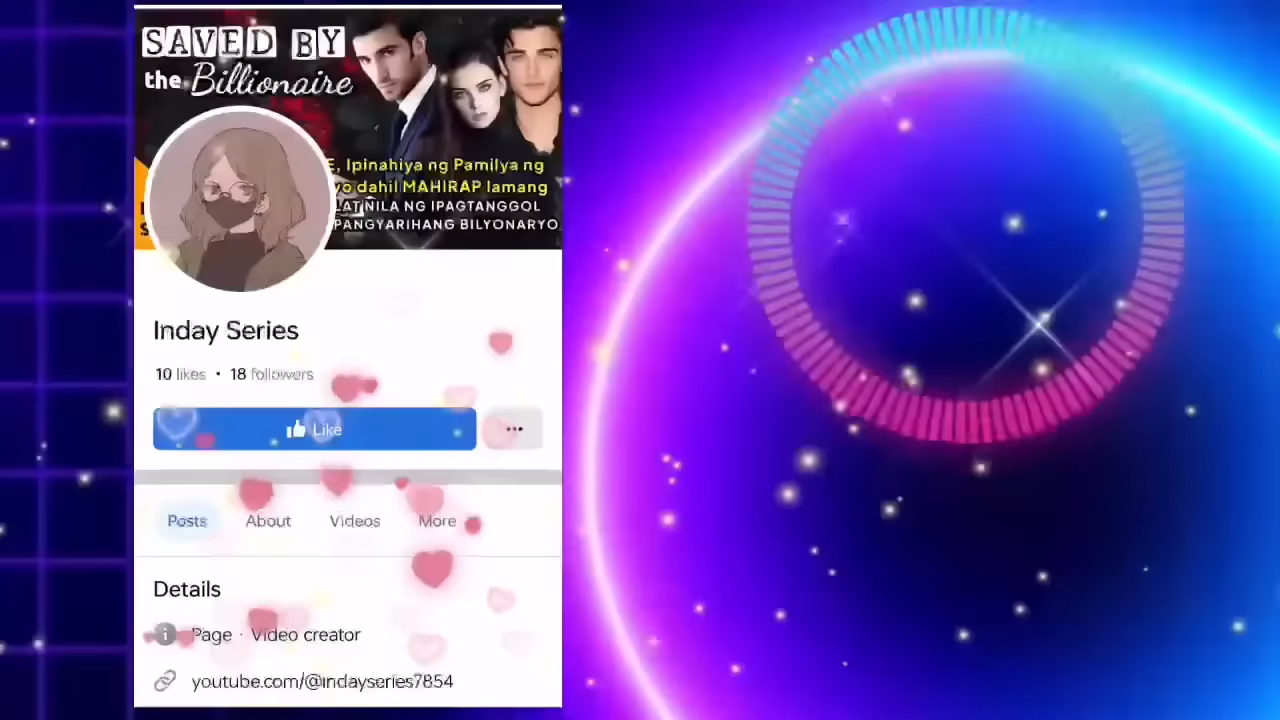 SAVED BY
the Billionaire
E, Ipinahiya ng Pamilya ng
yo dahil MAHIRAP lamang
LAT NILA NG IPAGTANGGOL
PANGYARIHANG BILYONARYO
Inday Series
10 likes • 18 followers
Like
Posts About Videos More
Details
Page · Video creator
youtube.com/@indayseries7854